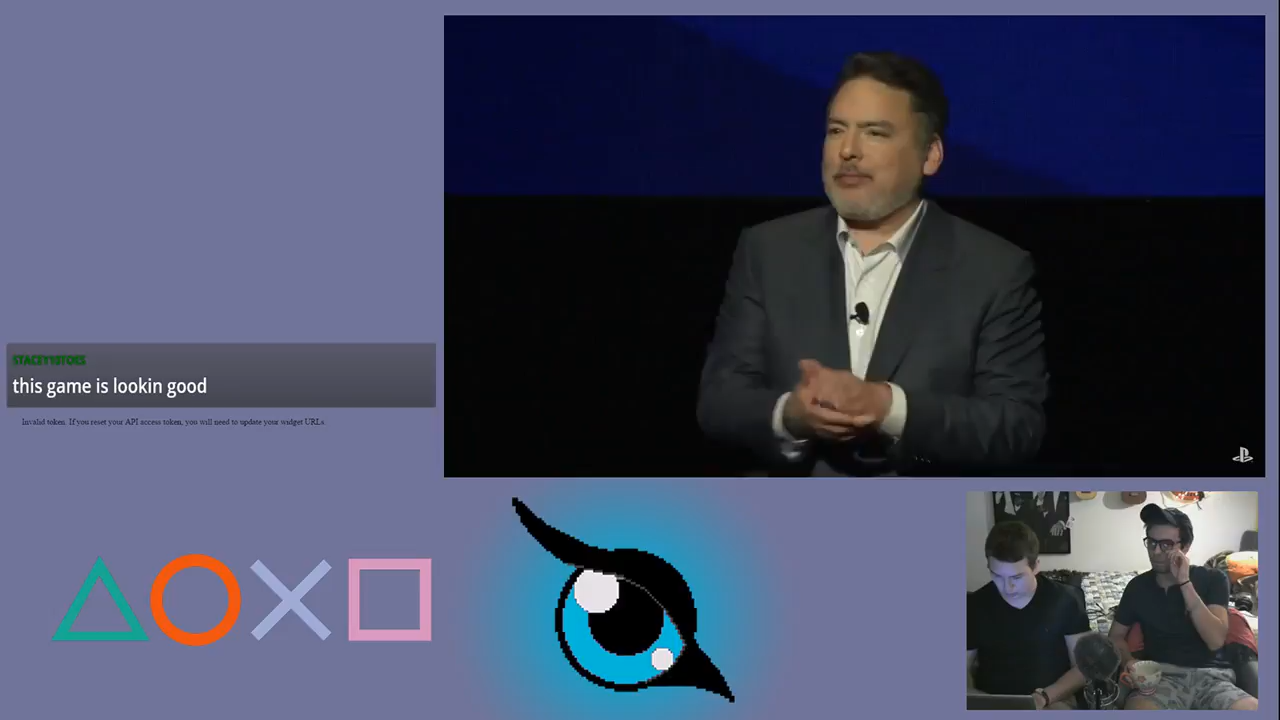 this game is lookin good
Invalid token. If you reset your API access token, you will need to update your widget URLs.